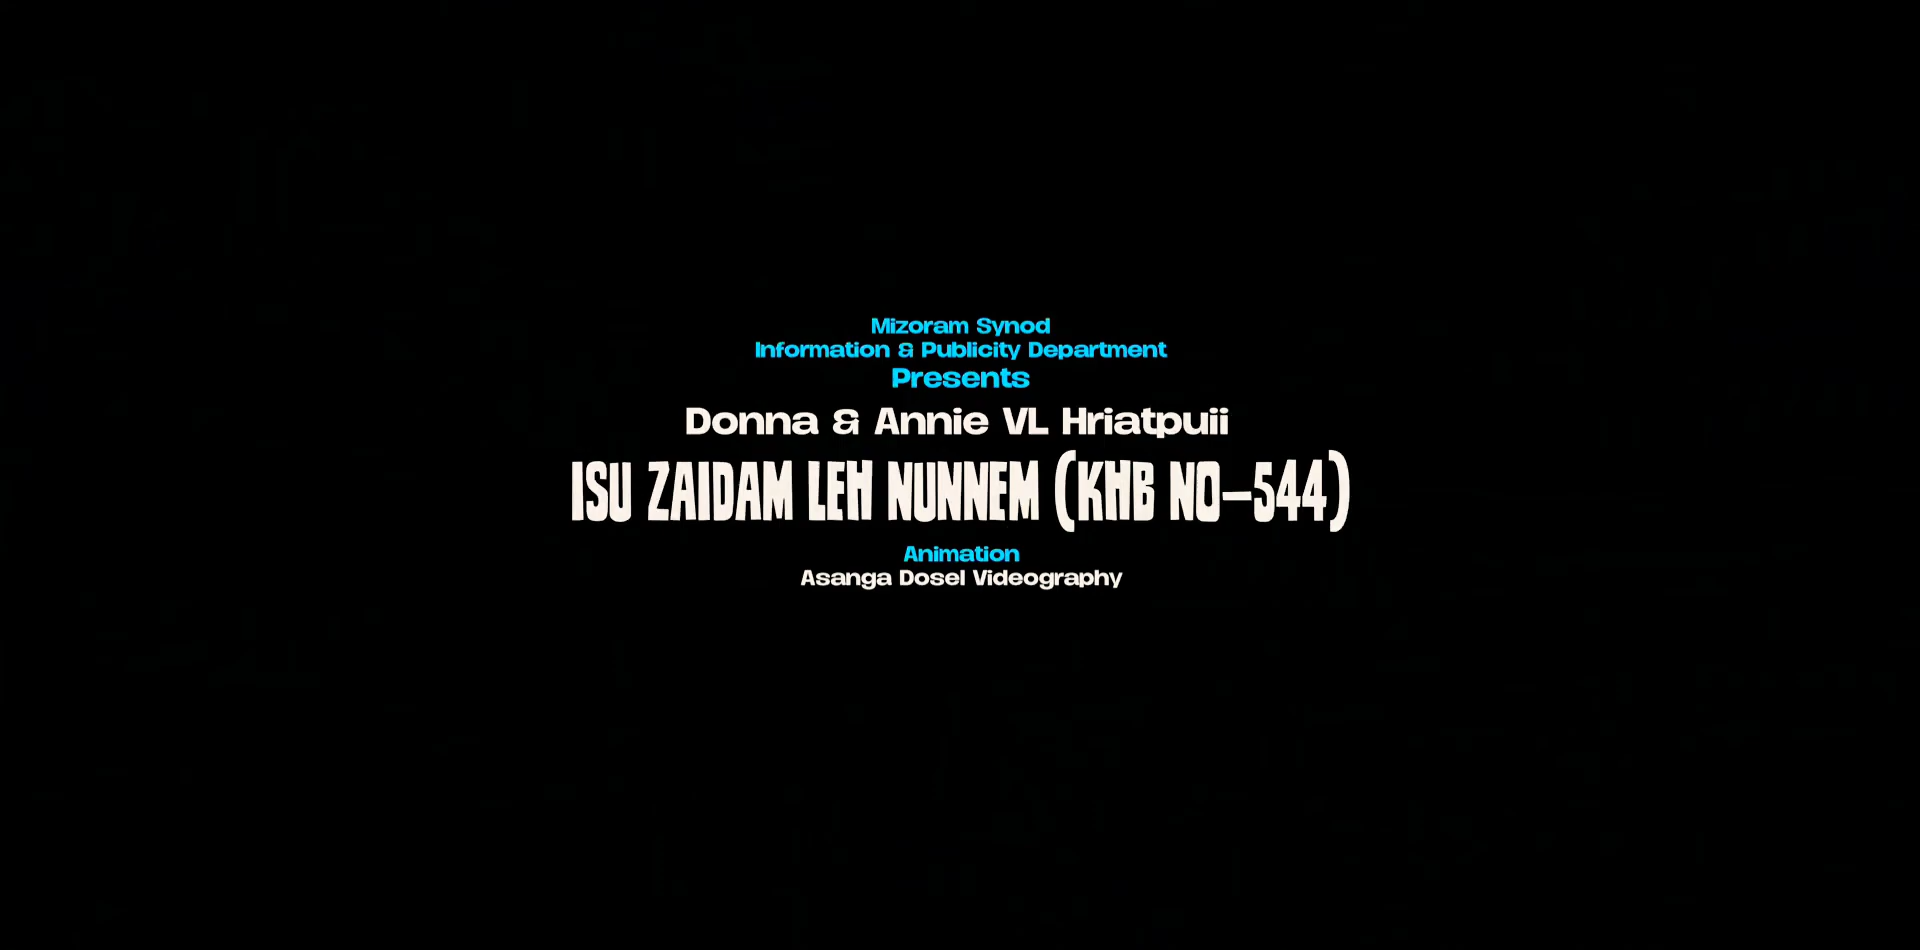 Mizoram Synod
Information & Publicity Department
Presents
Donna & Annie VL Hriatpuii
ISU ZAIDAM LEH NUNNEM (KHB NO-544)
Animation
Asanga Dosel Videography